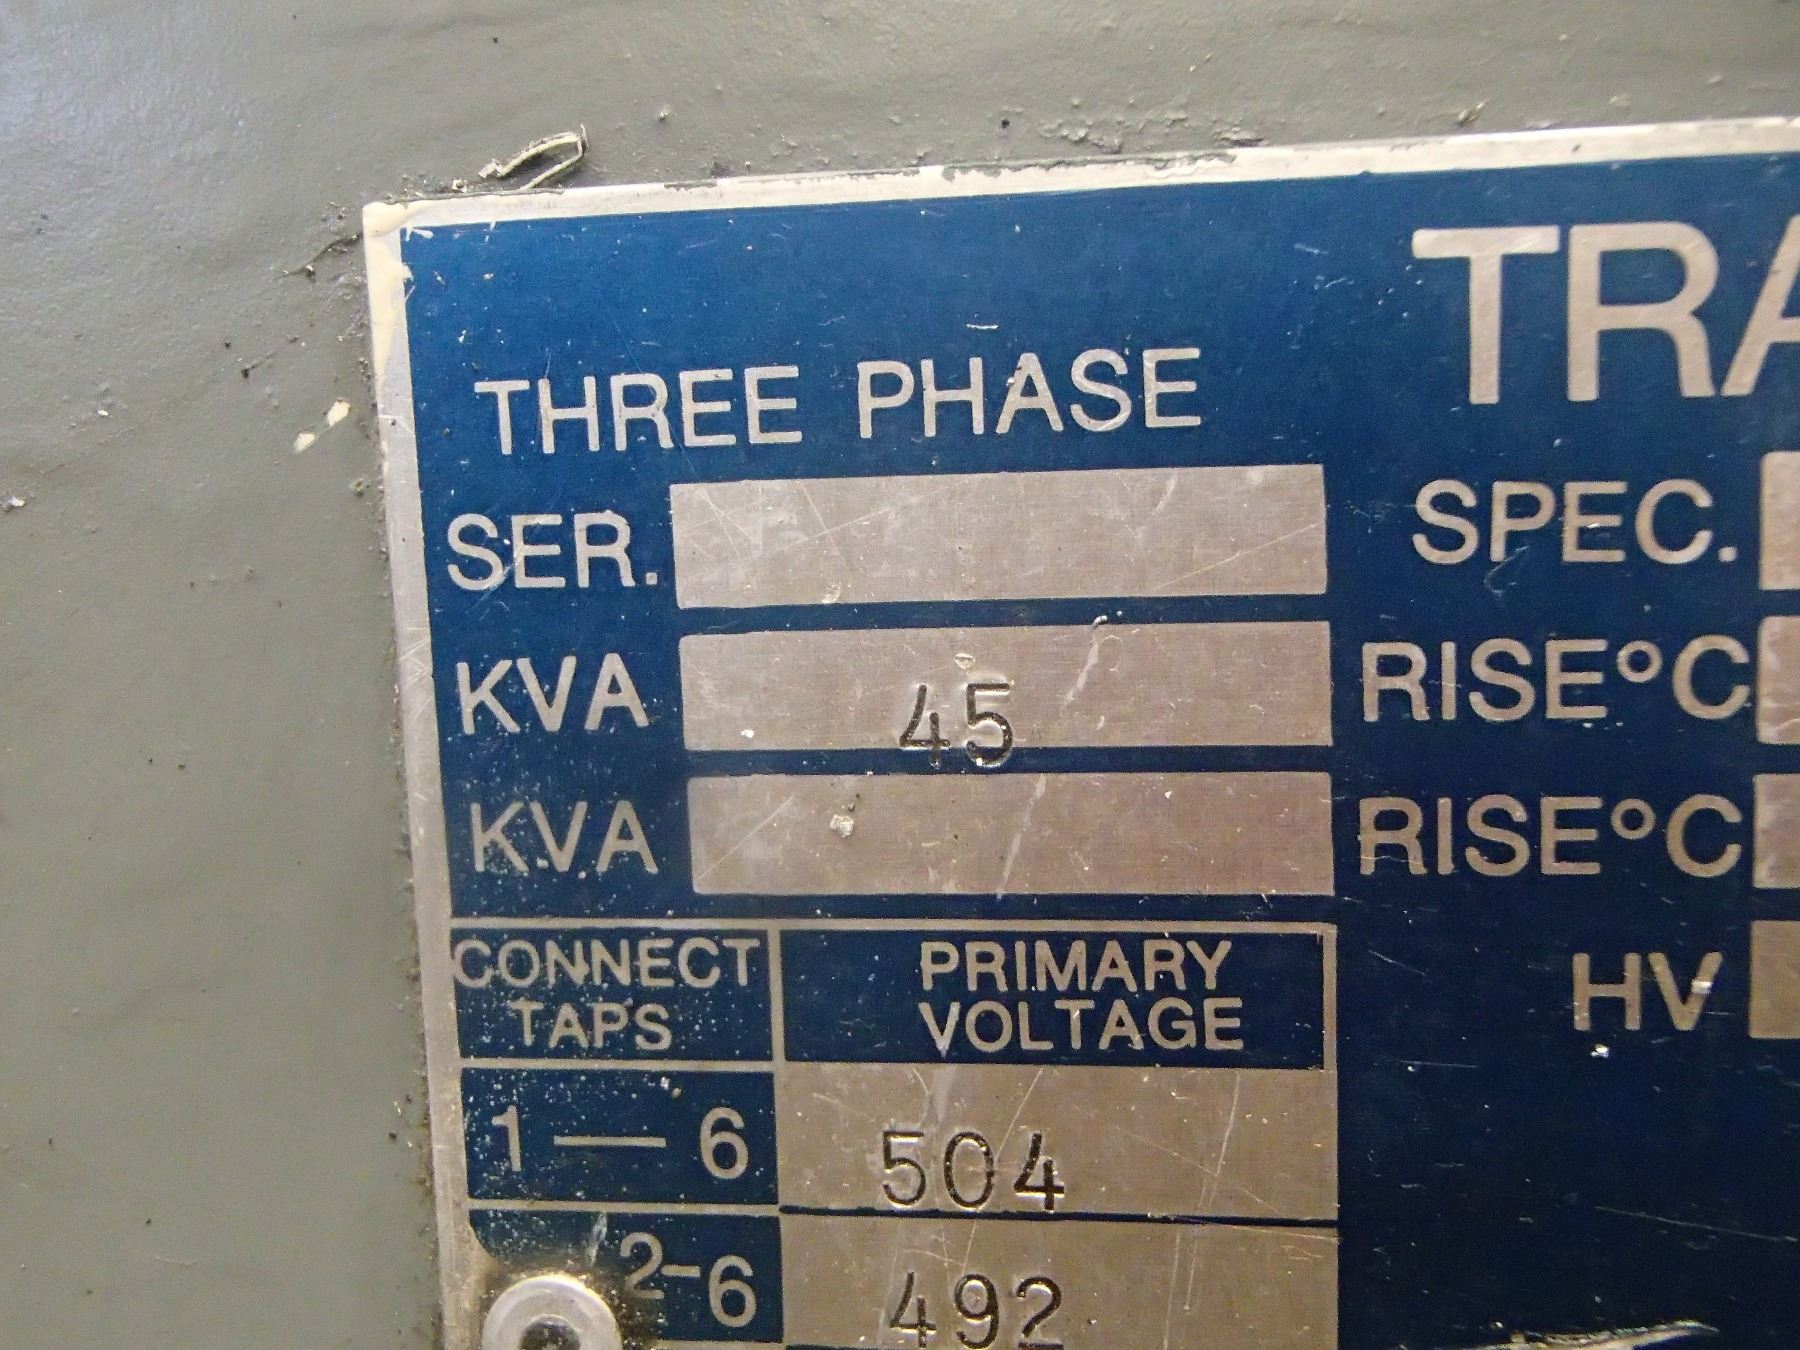 TRA
THREE PHASE
SER. SPEC.
KVA 45 RISE°C
KVA RISE°C
HV
CONNECT TAPS PRIMARY VOLTAGE
1 — 6 504
2-6 492